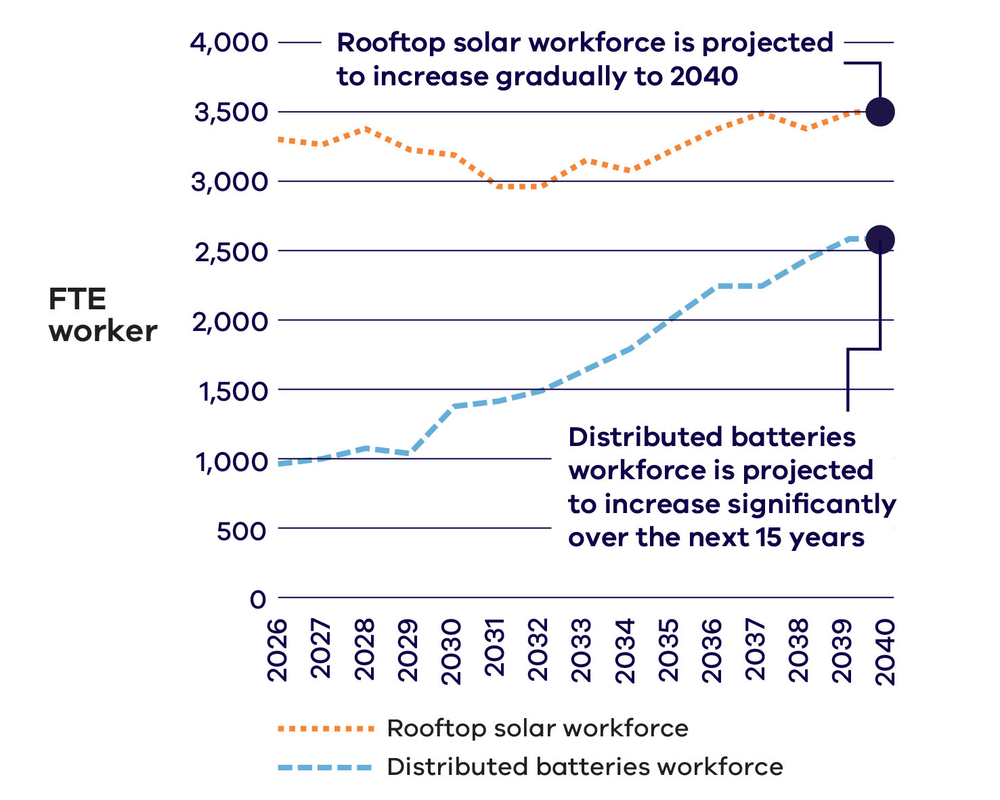 4,000
Rooftop solar workforce is projected
to increase gradually to 2040
3,500
3,000
2,500
FTE
worker
2,000
1,500
1,000
500
0
Distributed batteries
workforce is projected
to increase significantly
over the next 15 years
2026
2027
2028
2029
2030
2031
2032
2033
2034
2035
2036
2037
2038
2039
2040
Rooftop solar workforce
Distributed batteries workforce